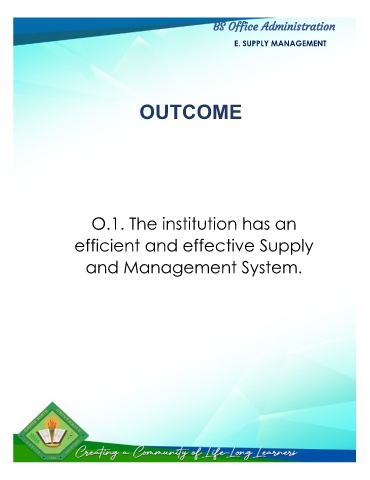 BS Office Administration
E. SUPPLY MANAGEMENT
OUTCOME
O.1. The institution has an
efficient and effective Supply
and Management System.
Creating a Community of Life-Long Learners